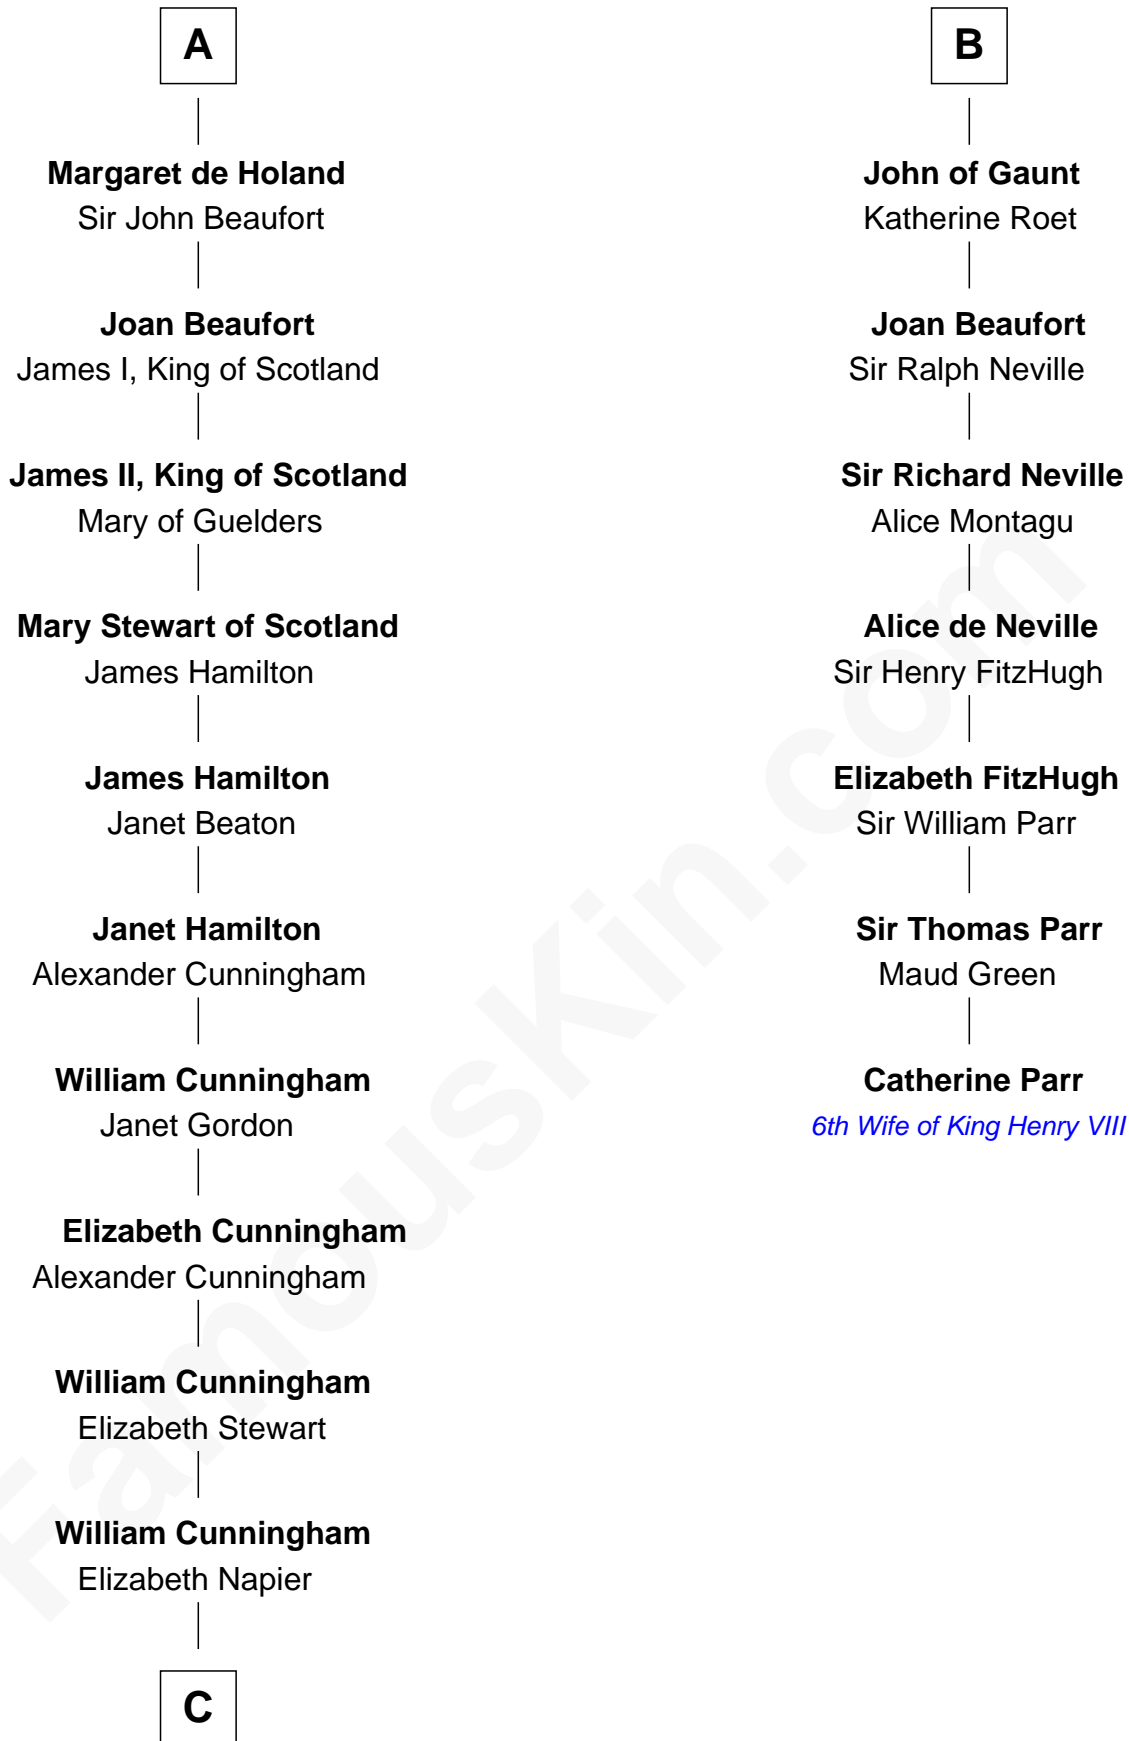 A
Margaret de Holand
Sir John Beaufort
Joan Beaufort
James I, King of Scotland
James II, King of Scotland
Mary of Guelders
Mary Stewart of Scotland
James Hamilton
James Hamilton
Janet Beaton
Janet Hamilton
Alexander Cunningham
William Cunningham
Janet Gordon
Elizabeth Cunningham
Alexander Cunningham
William Cunningham
Elizabeth Stewart
William Cunningham
Elizabeth Napier
C
B
John of Gaunt
Katherine Roet
Joan Beaufort
Sir Ralph Neville
Sir Richard Neville
Alice Montagu
Alice de Neville
Sir Henry FitzHugh
Elizabeth FitzHugh
Sir William Parr
Sir Thomas Parr
Maud Green
Catherine Parr
6th Wife of King Henry VIII
FamousKin.com